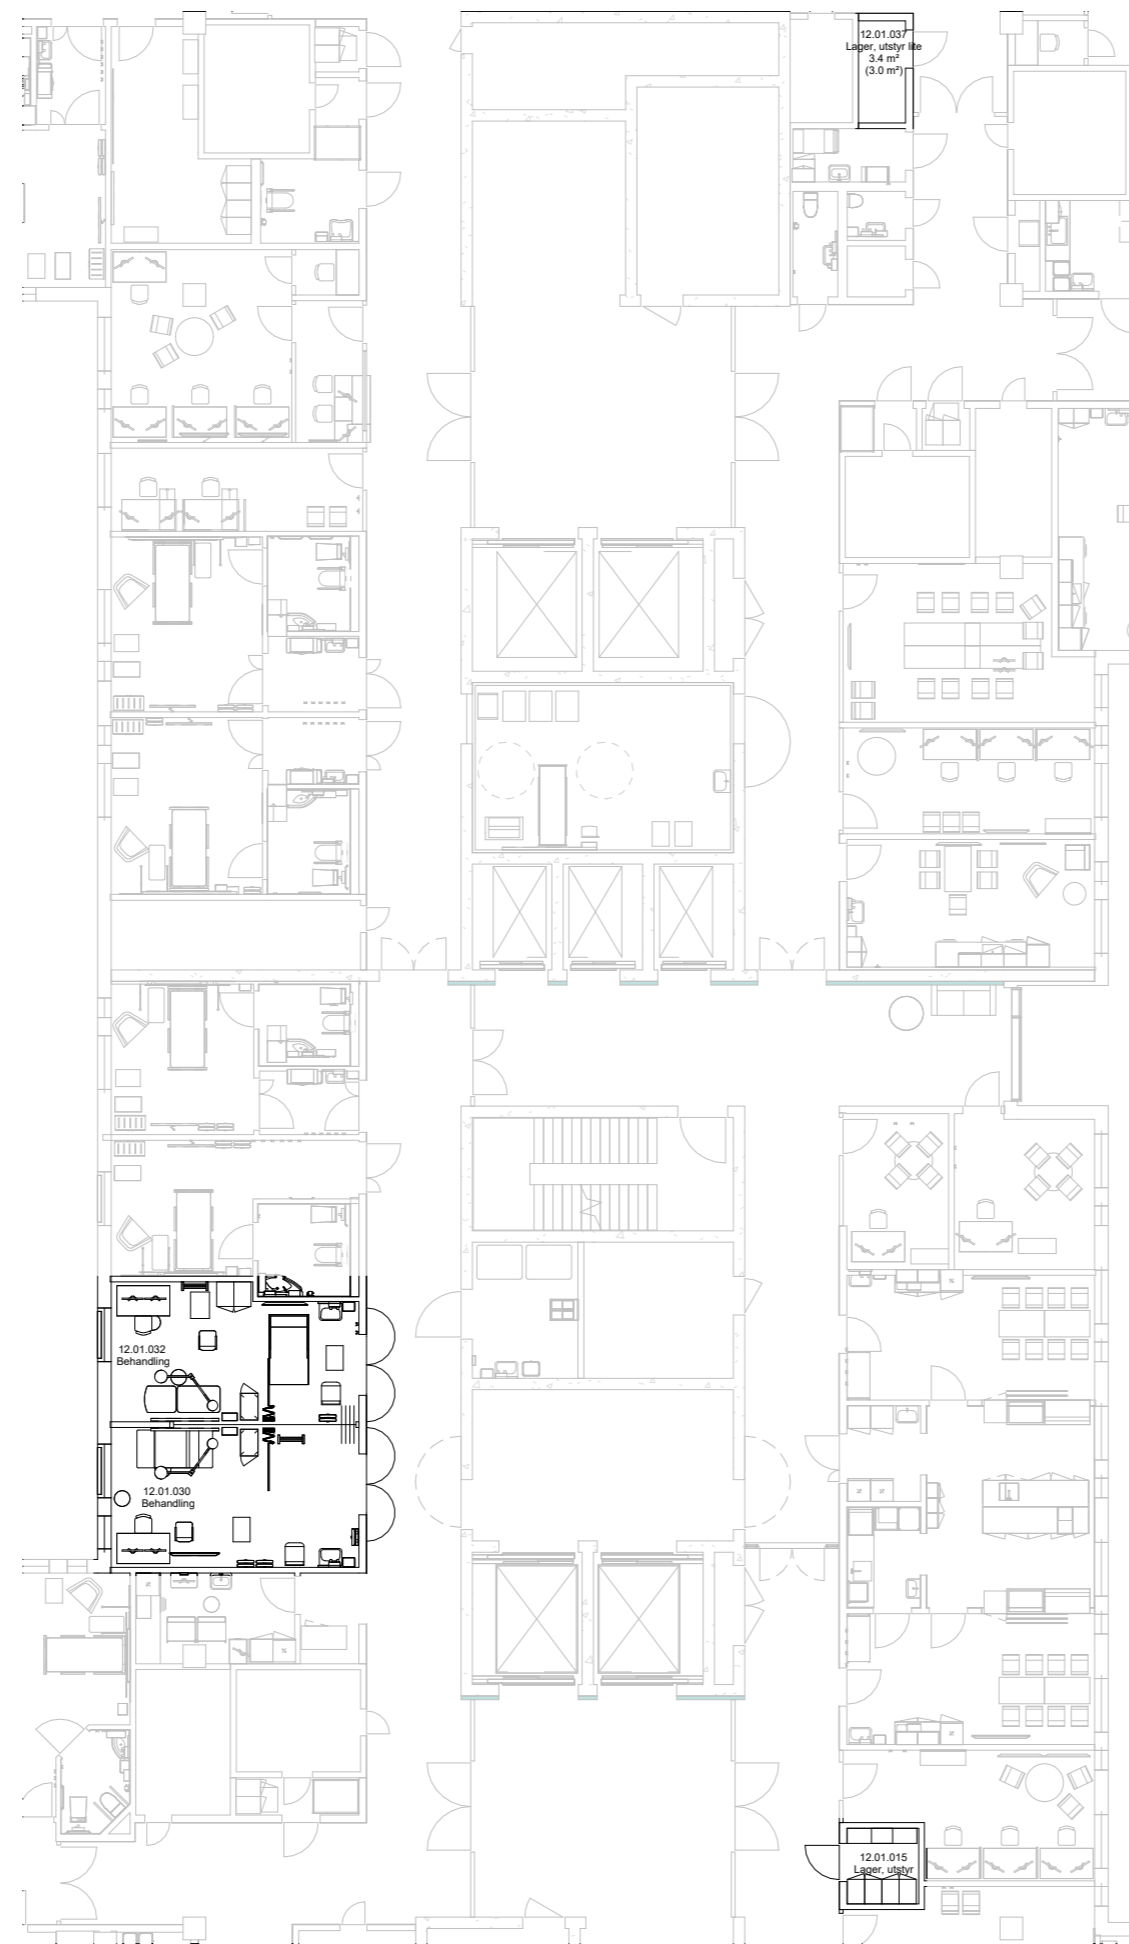 12.01.037
Lager, utstyr lite
3.4 m²
(3.0 m²)
12.01.032
Behandling
12.01.030
Behandling
12.01.015
Lager, utstyr